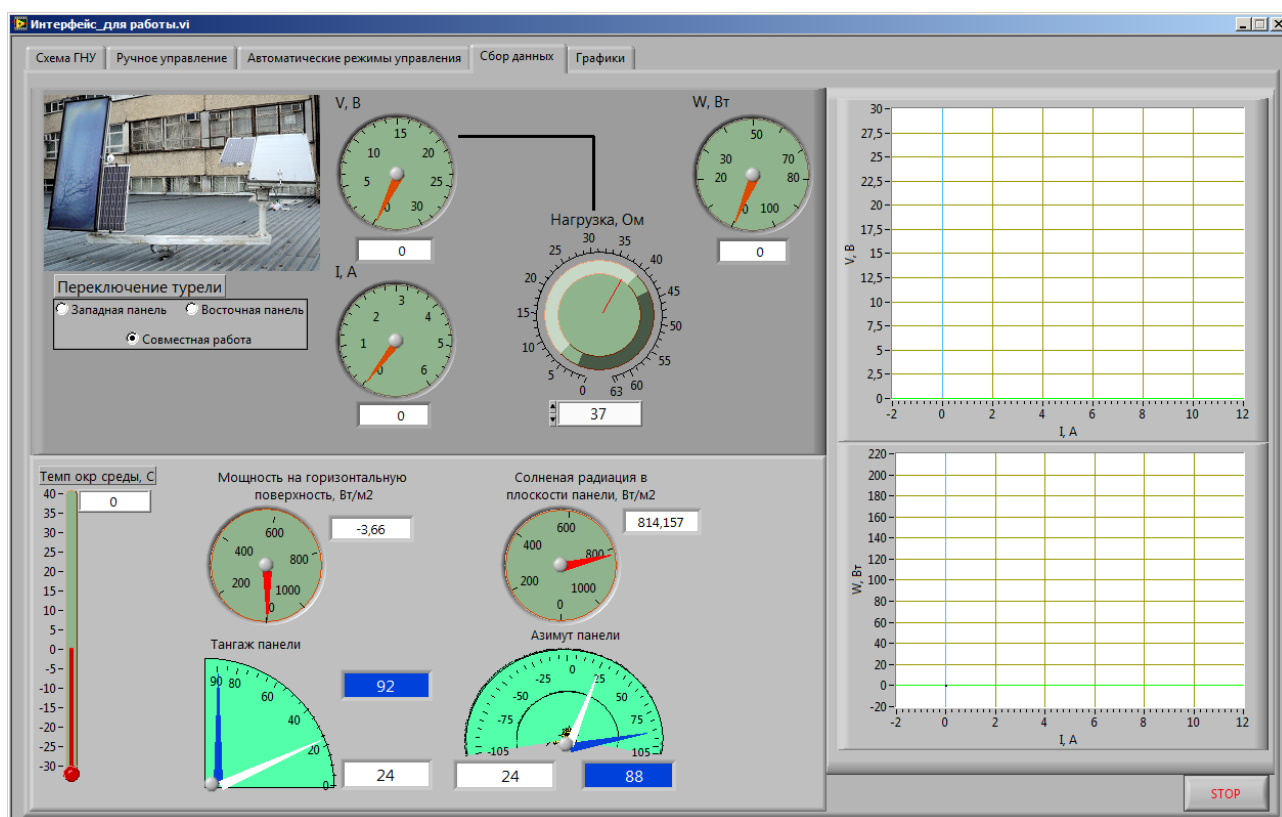 Интерфейс_для работы.vi
Схема ГНУ
Ручное управление
Автоматические режимы управления
Сбор данных
Графики
V, В
0 5 10 15 20 25 30
0
I, А
0 1 2 3 4 5 6
0
Переключение турели
Западная панель
Восточная панель
Совместная работа
Нагрузка, Ом
0 5 10 15 20 25 30 35 40 45 50 55 60 63
37
W, Вт
0 20 30 50 70 80 100
0
Темп окр среды, С
0
40
35
30
25
20
15
10
5
0
-5
-10
-15
-20
-25
-30
Мощность на горизонтальную
поверхность, Вт/м2
0 200 400 600 800 1000
-3,66
Солненая радиация в
плоскости панели, Вт/м2
0 200 400 600 800 1000
814,157
Тангаж панели
90 80 60 40 20 0
92
24
Азимут панели
-105 -75 -50 -25 0 25 50 75 105
24
88
V, В
30
27,5
25
22,5
20
17,5
15
12,5
10
7,5
5
2,5
0
-2 0 2 4 6 8 10 12
I, А
W, Вт
220
200
180
160
140
120
100
80
60
40
20
0
-20
-2 0 2 4 6 8 10 12
I, А
STOP